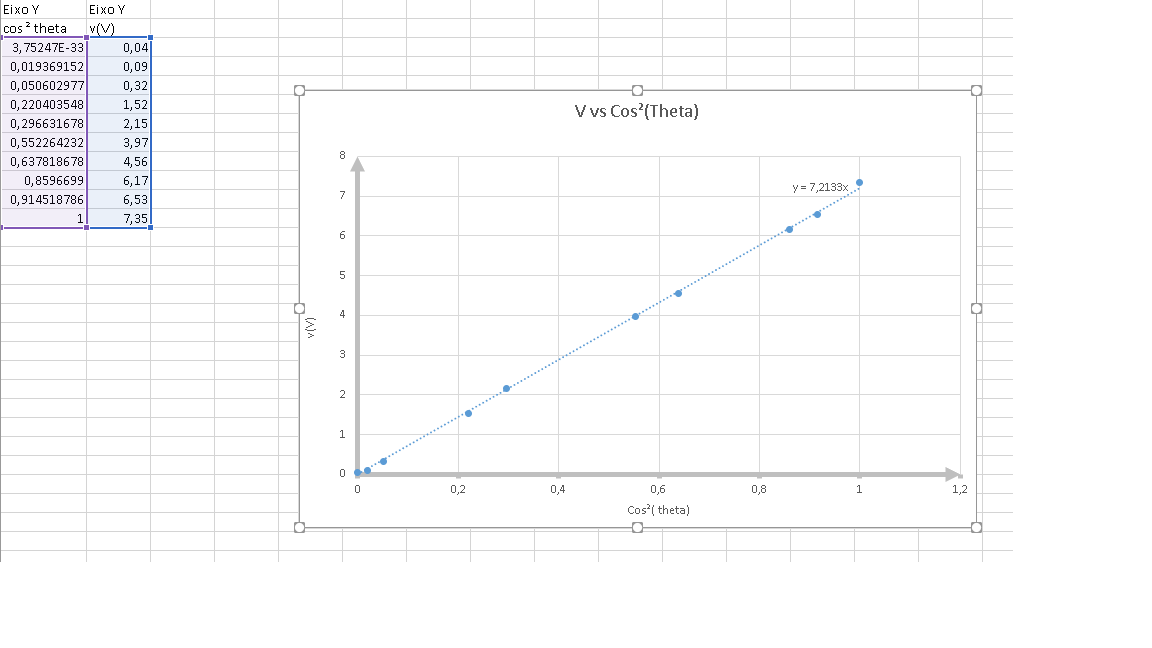 Eixo Y Eixo Y
cos² theta v(V)
3,75247E-33 0,04
0,019369152 0,09
0,050602977 0,32
0,220403548 1,52
0,296631678 2,15
0,552264232 3,97
0,637818678 4,56
0,8596699 6,17
0,914518786 6,53
1 7,35
V vs Cos²(Theta)
8
7
6
5
4
3
2
1
0
v(V)
y = 7,2133x
0 0,2 0,4 0,6 0,8 1 1,2
Cos²( theta)